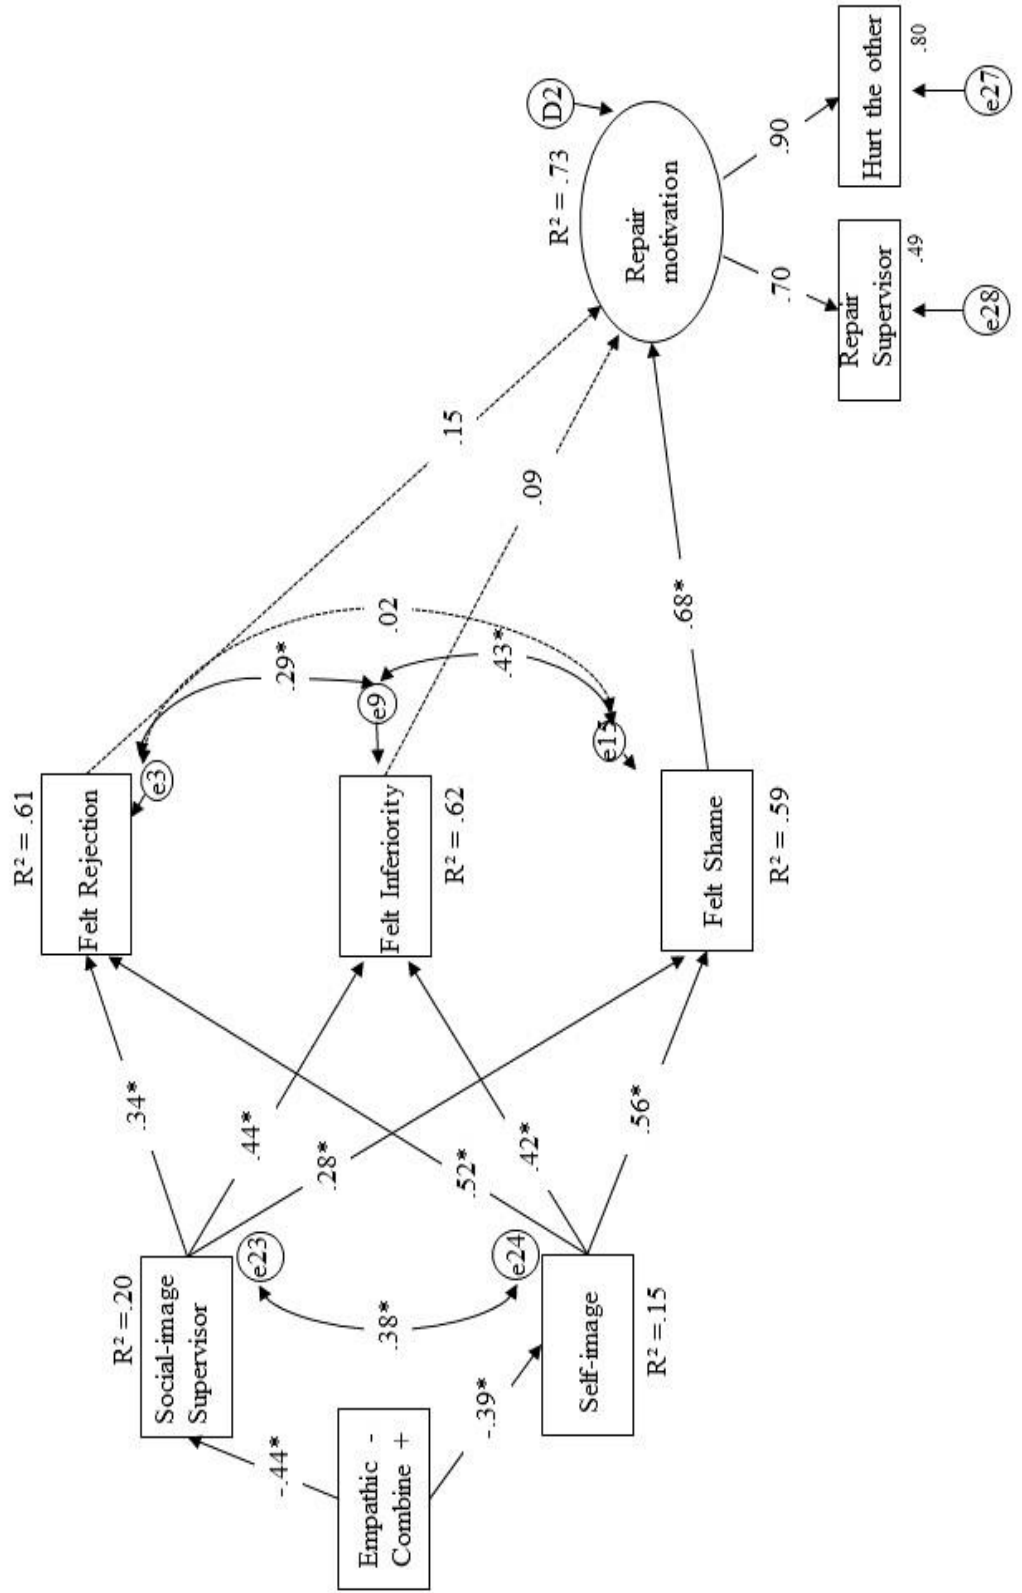 Empathic -
Combine +
-.44*
-.39*
R² =.20
Social-image
Supervisor
e23
.38*
e24
Self-image
R² =.15
.34*
.44*
.28*
.52*
.42*
.56*
R² = .61
Felt Rejection
e3
Felt Inferiority
R² = .62
e9
e15
Felt Shame
R² = .59
.29*
.02
.43*
.15
.09
.68*
R² = .73
D2
Repair
motivation
.70
.90
Repair
Supervisor
.49
e28
Hurt the other
.80
e27